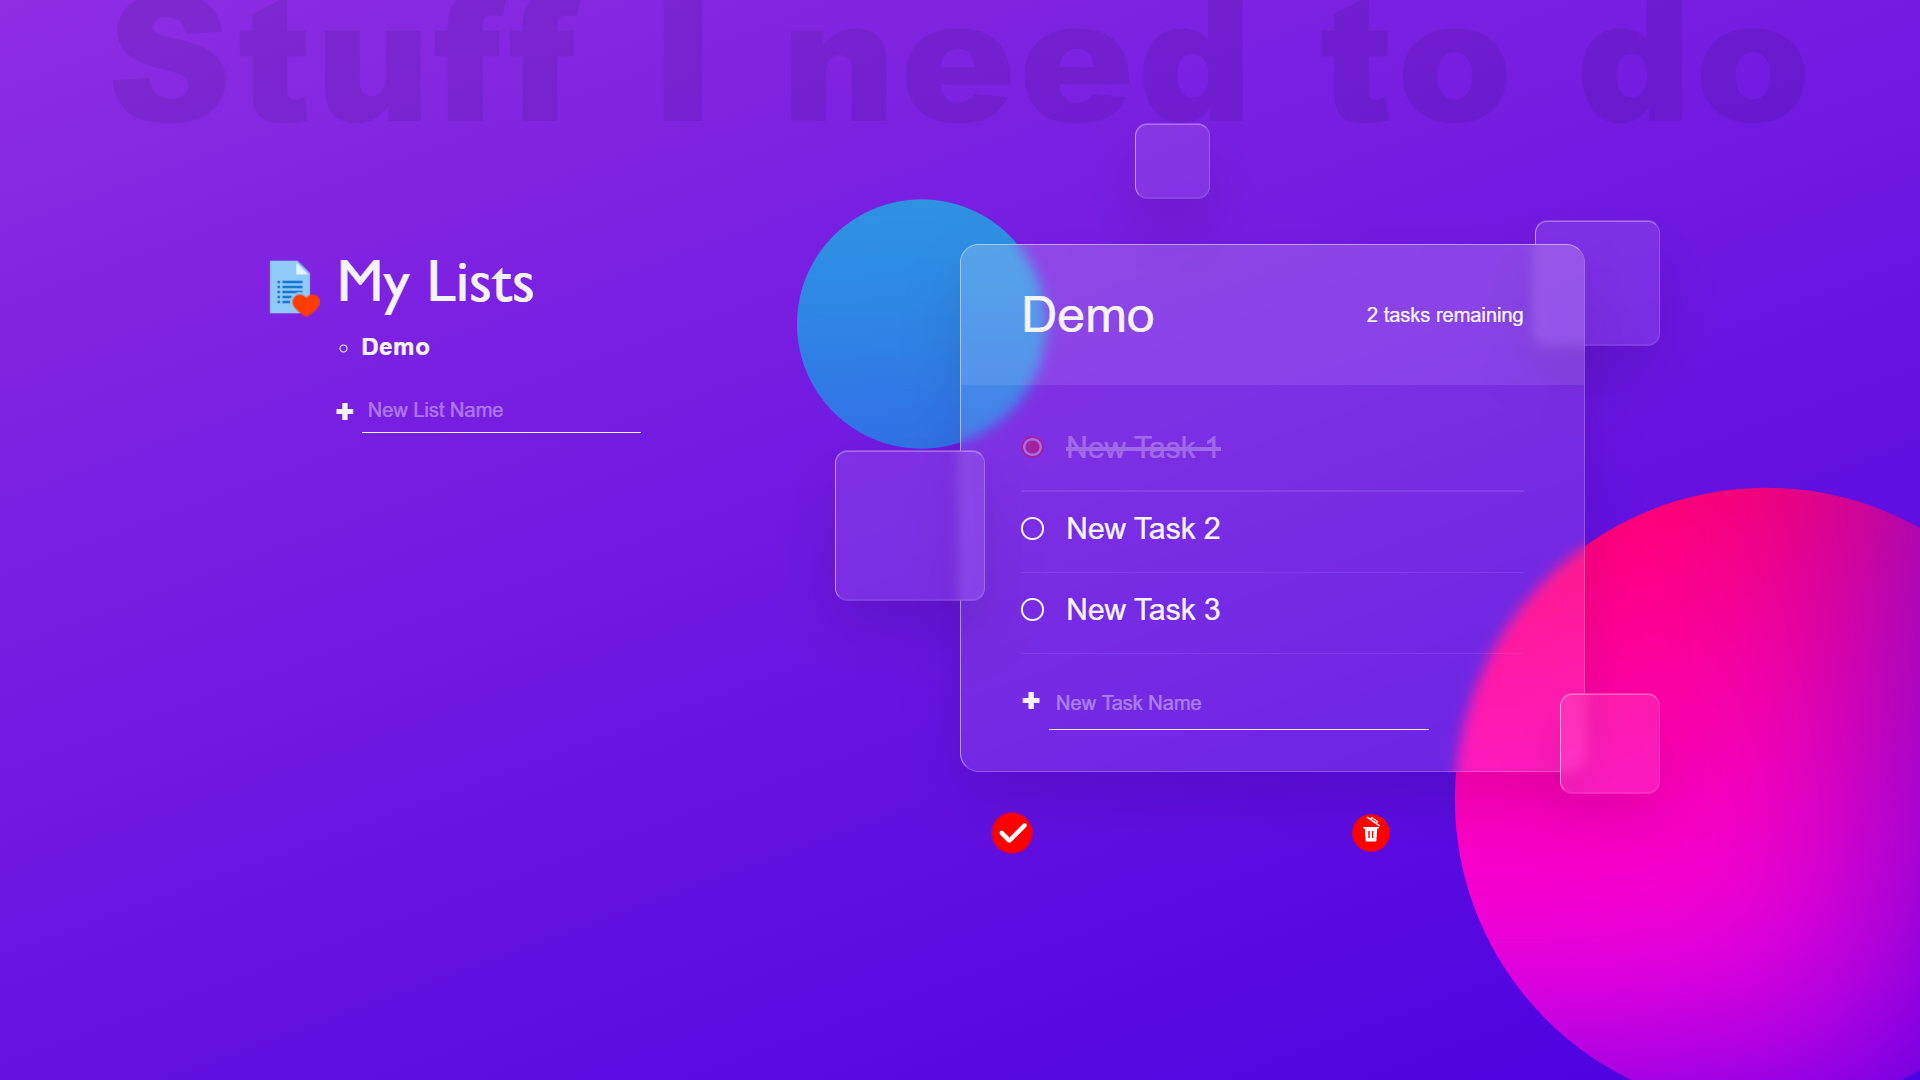 Stuff I need to do
My Lists
Demo
New List Name
Demo
2 tasks remaining
New Task 1
New Task 2
New Task 3
New Task Name